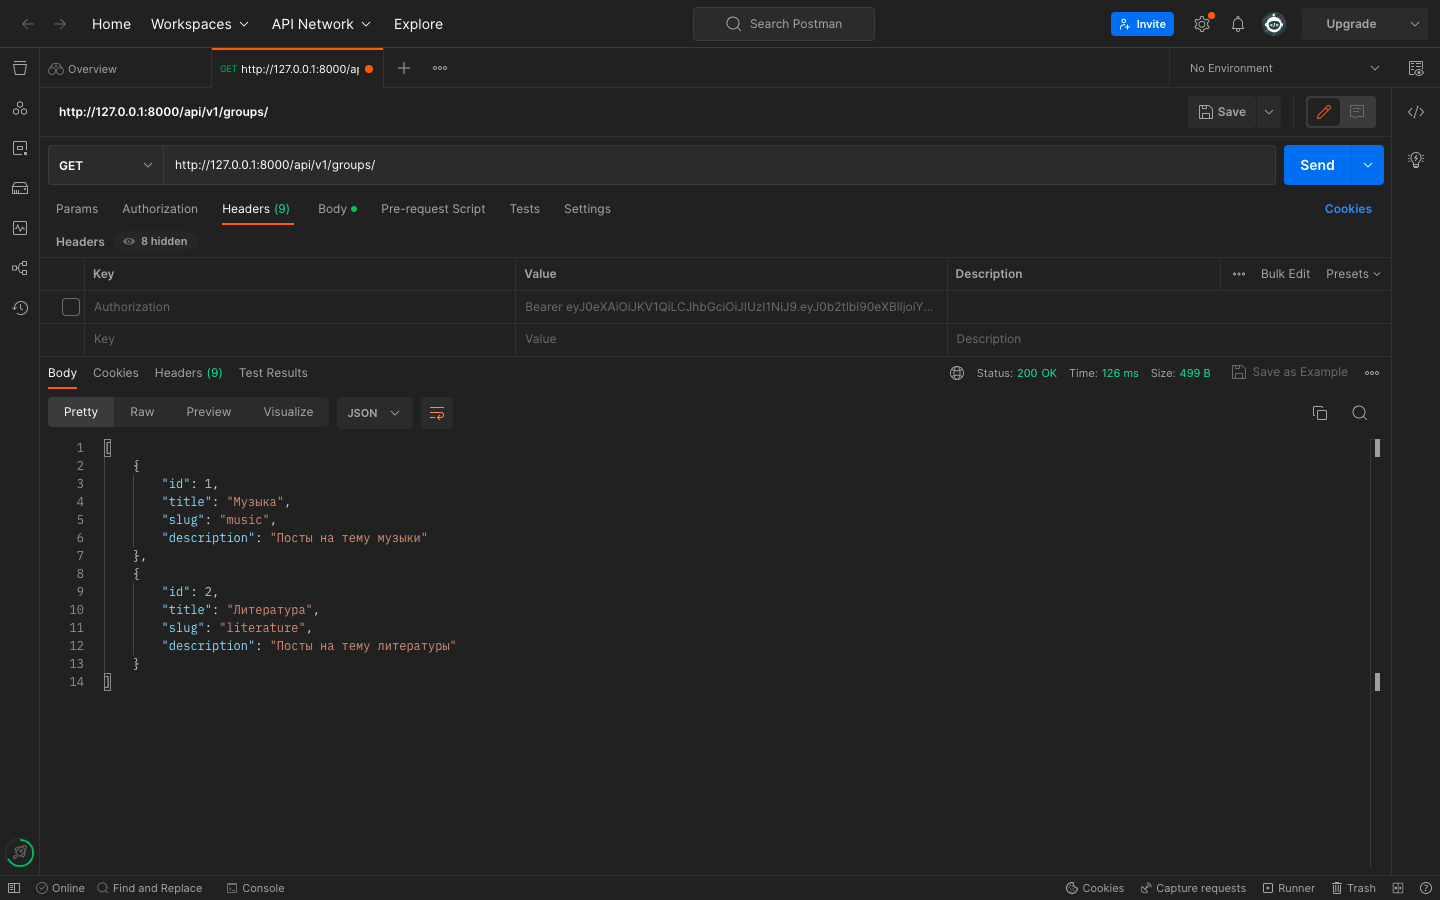 Home Workspaces API Network Explore Search Postman Invite Upgrade
Overview GET http://127.0.0.1:8000/ap No Environment
http://127.0.0.1:8000/api/v1/groups/ Save
GET http://127.0.0.1:8000/api/v1/groups/ Send
Params Authorization Headers (9) Body Pre-request Script Tests Settings Cookies
Headers 8 hidden
Key Value Description Bulk Edit Presets
Authorization Bearer eyJ0eXAiOiJKV1QiLCJhbGciOiJIUzI1NiJ9.eyJ0b2tlbl90eXBlIjoiY...
Key Value Description
Body Cookies Headers (9) Test Results Status: 200 OK Time: 126 ms Size: 499 B Save as Example
Pretty Raw Preview Visualize JSON
1 [
2 {
3 "id": 1,
4 "title": "Музыка",
5 "slug": "music",
6 "description": "Посты на тему музыки"
7 },
8 {
9 "id": 2,
10 "title": "Литература",
11 "slug": "literature",
12 "description": "Посты на тему литературы"
13 }
14 ]
Online Find and Replace Console Cookies Capture requests Runner Trash